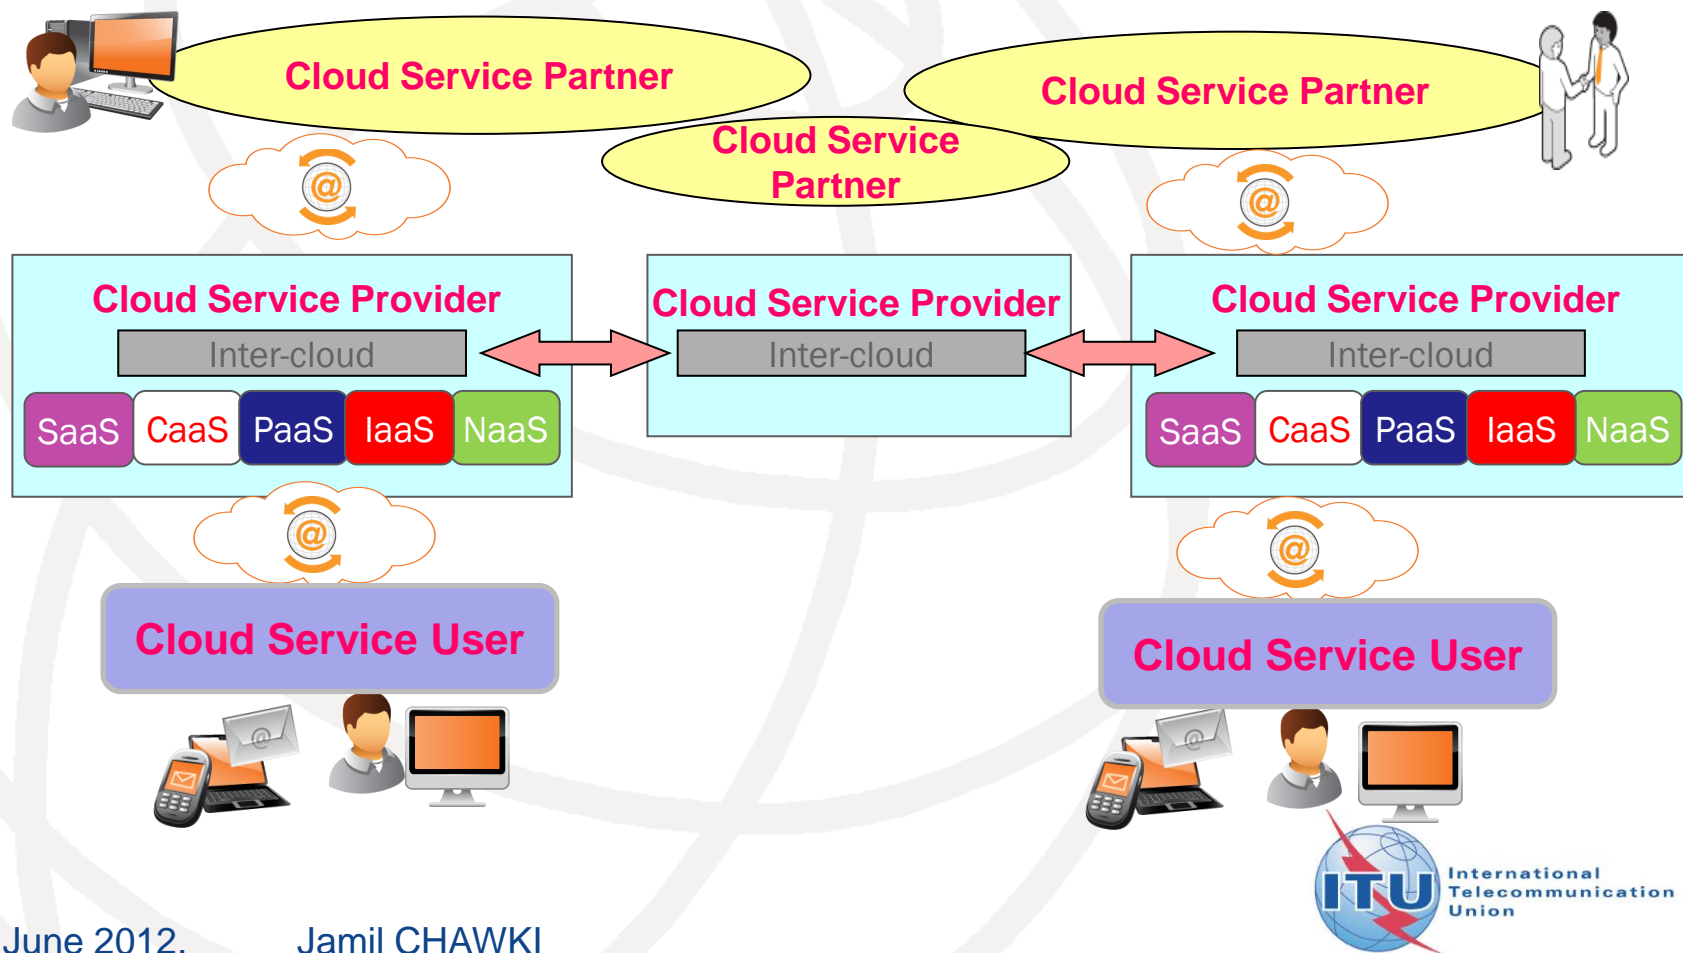 Cloud Service Partner
Cloud Service Partner
Cloud Service
Partner
@
@
Cloud Service Provider
Cloud Service Provider
Cloud Service Provider
Inter-cloud
Inter-cloud
Inter-cloud
SaaS CaaS PaaS IaaS NaaS
SaaS CaaS PaaS IaaS NaaS
@
@
Cloud Service User
Cloud Service User
@
@
ITU
International
Telecommunication
Union
June 2012. Jamil CHAWKI